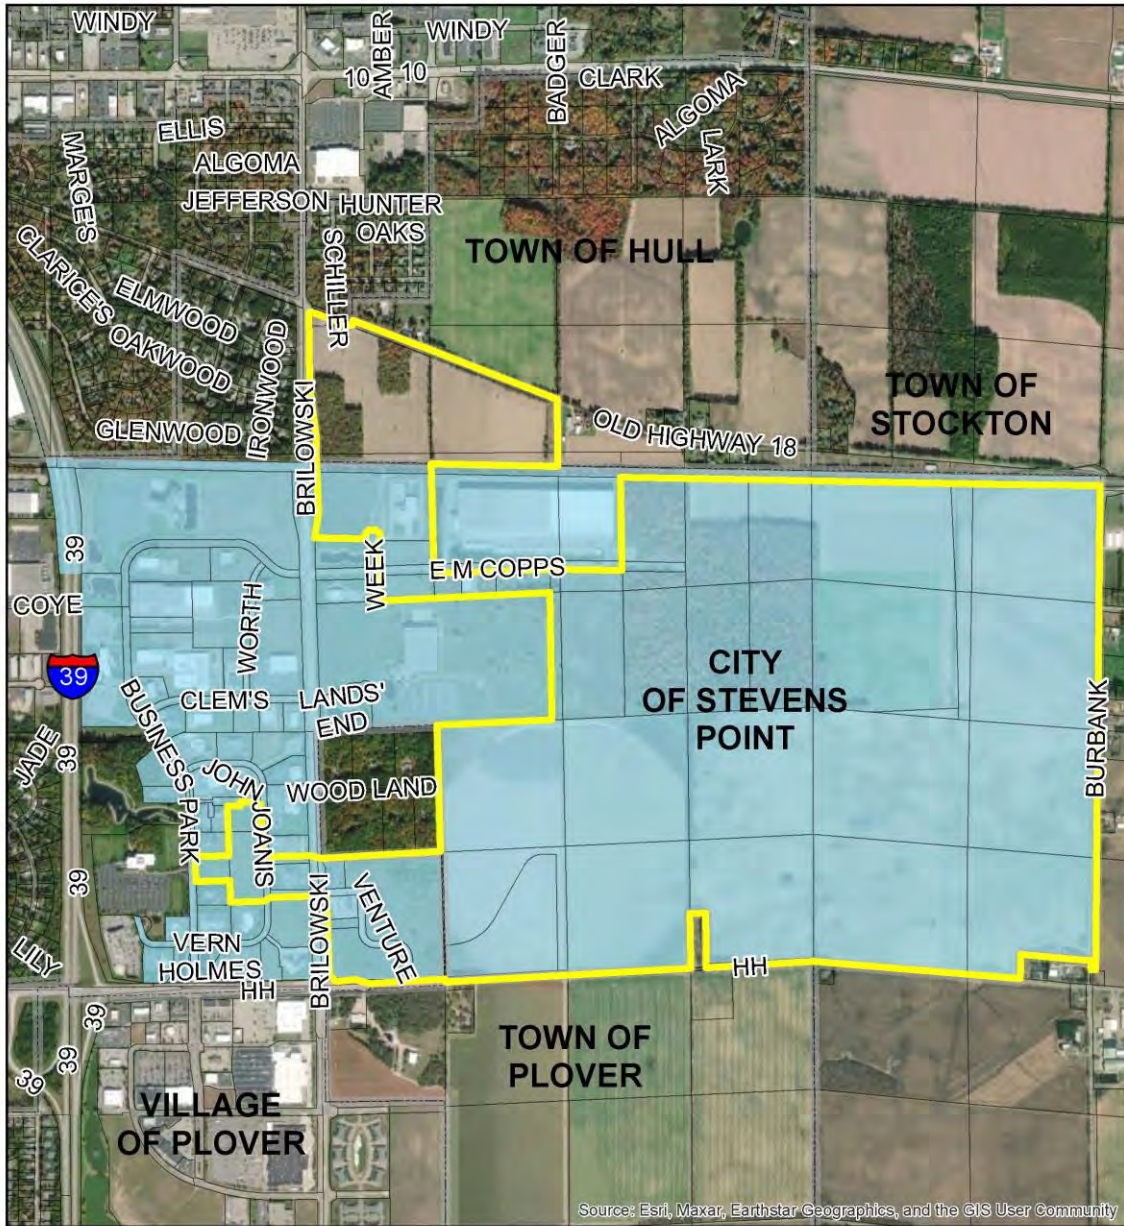 WINDY
AMBER
WINDY
BADGER
10
10
CLARK
ALGOMA
LARK
ELLIS
MARGE'S
ALGOMA
JEFFERSON
HUNTER
OAKS
SCHILLER
TOWN OF HULL
CLARICE'S
ELMWOOD
OAKWOOD
IRONWOOD
GLENWOOD
BRILOWSKI
OLD HIGHWAY 18
TOWN OF
STOCKTON
39
COYE
WORTH
WEEK
E M COPPS
39
CITY
OF STEVENS
POINT
BURBANK
CLEM'S
LANDS'
END
BUSINESS PARK
JADE
39
JOHN
JOANIS
WOOD LAND
39
VERN
HOLMES
BRILOWSKI
VENTURE
HH
HH
LILY
39
39
39
TOWN OF
PLOVER
VILLAGE
OF PLOVER
Source: Esri, Maxar, Earthstar Geographics, and the GIS User Community